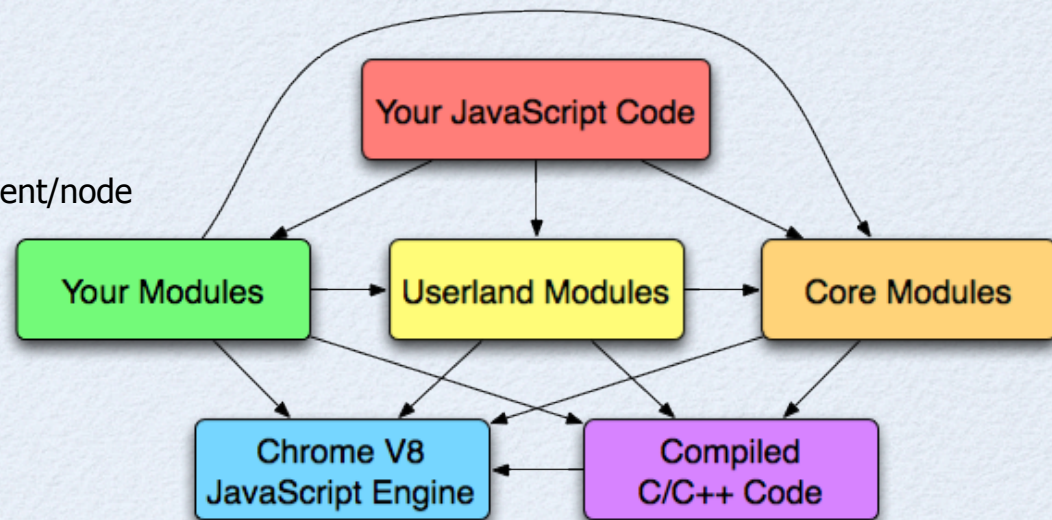 Your JavaScript Code
ent/node
Your Modules
Userland Modules
Core Modules
Chrome V8
JavaScript Engine
Compiled
C/C++ Code